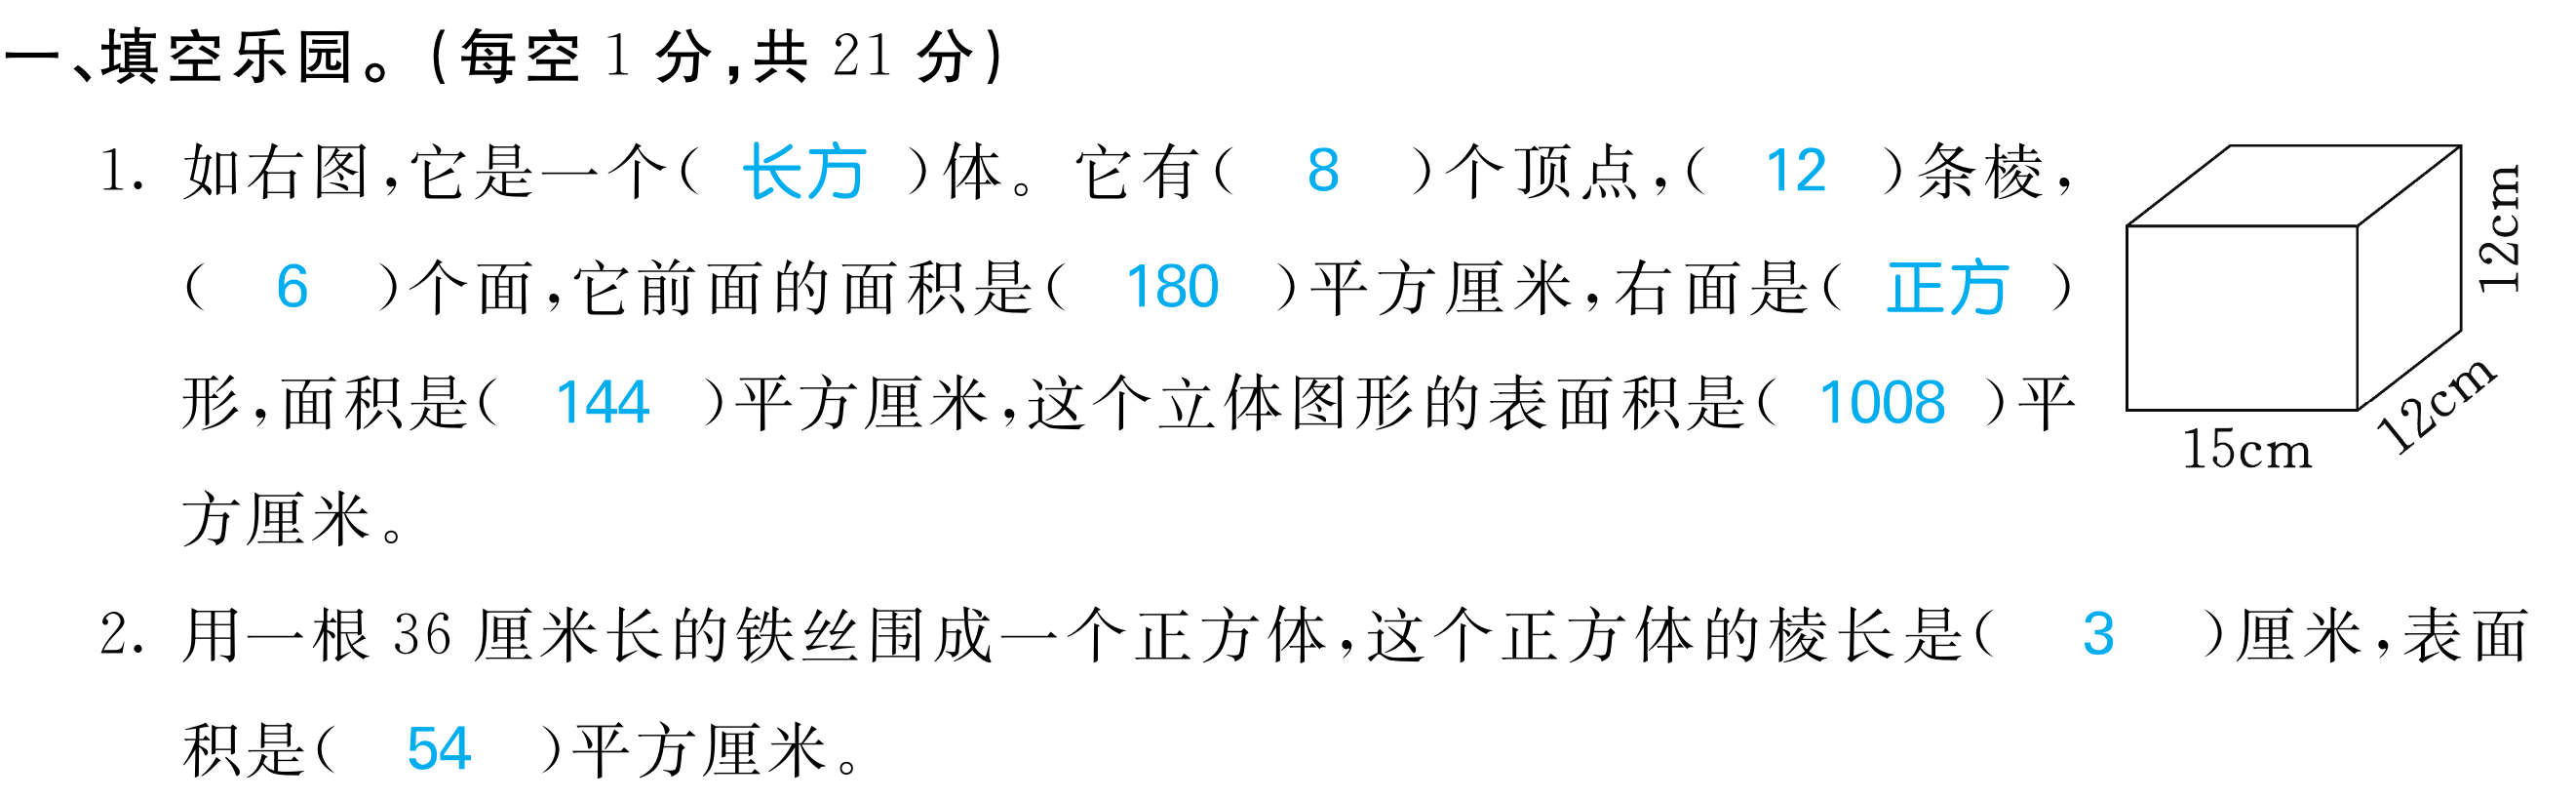 一、填空乐园。(每空 1 分,共 21 分)
1. 如右图,它是一个( 长方 )体。它有( 8 )个顶点,( 12 )条棱,
( 6 )个面,它前面的面积是( 180 )平方厘米,右面是( 正方 )
形,面积是( 144 )平方厘米,这个立体图形的表面积是( 1008 )平
方厘米。
12cm
12cm
15cm
2. 用一根 36 厘米长的铁丝围成一个正方体,这个正方体的棱长是( 3 )厘米,表面
积是( 54 )平方厘米。